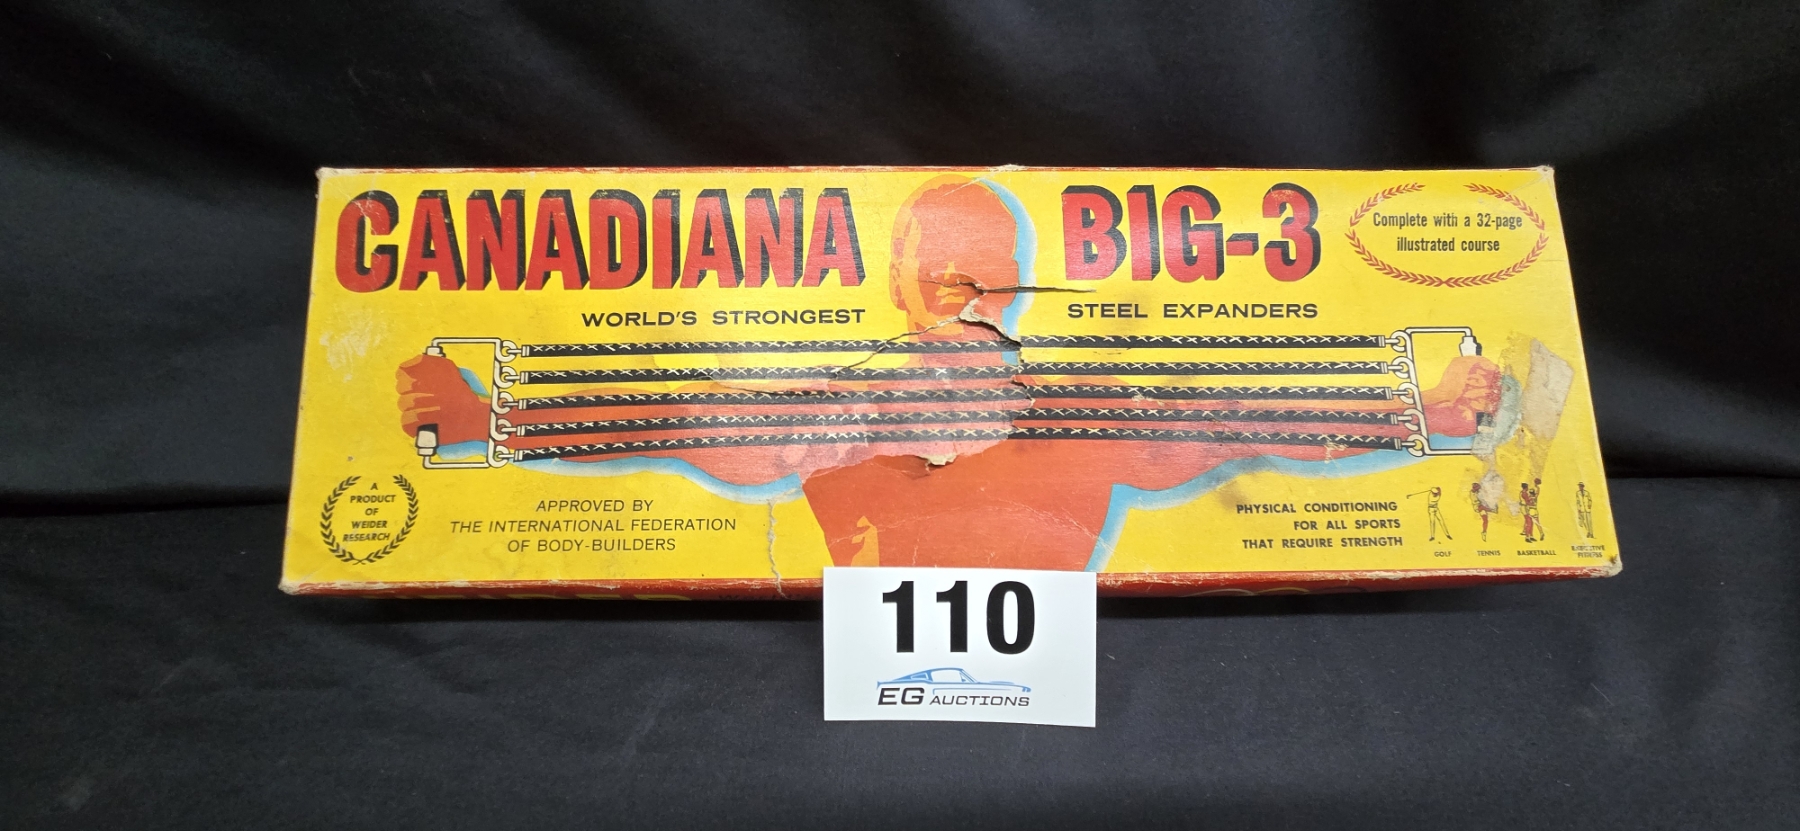 CANADIANA BIG-3
Complete with a 32-page
illustrated course
WORLD'S STRONGEST STEEL EXPANDERS
A
PRODUCT
OF
WEIDER
RESEARCH
APPROVED BY
THE INTERNATIONAL FEDERATION
OF BODY-BUILDERS
PHYSICAL CONDITIONING
FOR ALL SPORTS
THAT REQUIRE STRENGTH
GOLF TENNIS BASKETBALL EXECUTIVE
FITNESS
110
EG AUCTIONS